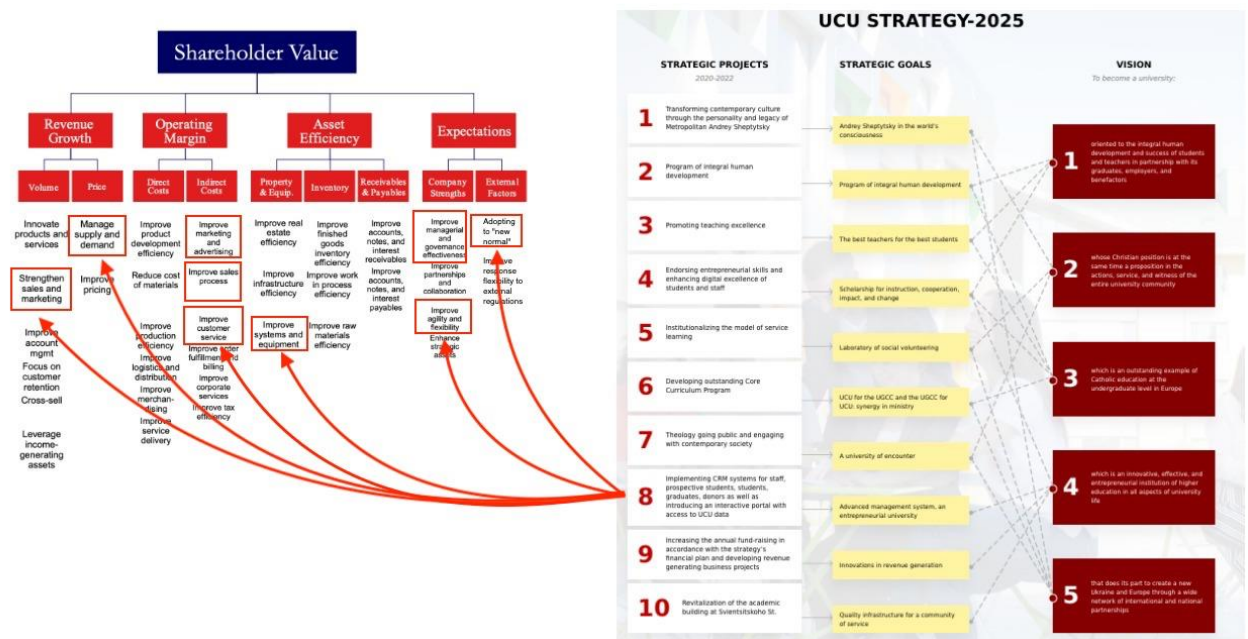 Shareholder Value
Revenue
Growth
Operating
Margin
Asset
Efficiency
Expectations
Volume
Price
Direct
Costs
Indirect
Costs
Property
& Equip.
Inventory
Receivables
& Payables
Company
Strengths
External
Factors
Innovate
products and
services
Strengthen
sales and
marketing
Improve
account
mgmt
Focus on
customer
retention
Cross-sell
Leverage
income-
generating
assets
Manage
supply and
demand
Improve
pricing
Improve
product
development
efficiency
Reduce cost
of materials
Improve
production
efficiency
Improve
logistics and
distribution
Improve
merchan-
dising
Improve
service
delivery
Improve
marketing
and
advertising
Improve sales
process
Improve
customer
service
Improve order
fulfillment and
billing
Improve
corporate
services
Improve tax
efficiency
Improve real
estate
efficiency
Improve
infrastructure
efficiency
Improve
systems and
equipment
Improve
finished
goods
inventory
efficiency
Improve work
in process
efficiency
Improve raw
materials
efficiency
Improve
accounts,
notes, and
interest
receivables
Improve
accounts,
notes, and
interest
payables
Improve
managerial
and
governance
effectiveness
Improve
partnerships
and
collaboration
Improve agility
and flexibility
Enhance
strategic
assets
Adopting
to "new
normal"
Improve
response
flexibility to
external
regulations
UCU STRATEGY-2025
STRATEGIC PROJECTS
2020-2022
1
Transforming contemporary culture
through the personality and legacy of
Metropolitan Andrey Sheptytsky
2
Program of integral human
development
3
Promoting teaching excellence
4
Endorsing entrepreneurial skills and
enhancing digital excellence of
students and staff
5
Institutionalizing the model of service
learning
6
Developing outstanding Core
Curriculum Program
7
Theology going public and engaging
with contemporary society
8
Implementing CRM systems for staff,
prospective students, students,
graduates, donors as well as
introducing an interactive portal with
access to UCU data
9
Increasing the annual fund-raising in
accordance with the strategy's
financial plan and developing revenue
generating business projects
10
Revitalization of the academic
building at Svientsitskoho St.
STRATEGIC GOALS
Andrey Sheptytsky in the world's
consciousness
Program of integral human development
The best teachers for the best students
Scholarship for instruction, cooperation,
impact, and change
Laboratory of social volunteering
UCU for the UGCC and the UGCC for
UCU: synergy in ministry
A university of encounter
Advanced management system, an
entrepreneurial university
Innovations in revenue generation
Quality infrastructure for a community
of service
VISION
To become a university:
1
oriented to the integral human
development and success of students
and teachers in partnership with its
graduates, employers, and
benefactors
2
whose Christian position is at the
same time a proposition in the
actions, service, and witness of the
entire university community
3
which is an outstanding example of
Catholic education at the
undergraduate level in Europe
4
which is an innovative, effective, and
entrepreneurial institution of higher
education in all aspects of university
life
5
that does its part to create a new
Ukraine and Europe through a wide
network of international and national
partnerships